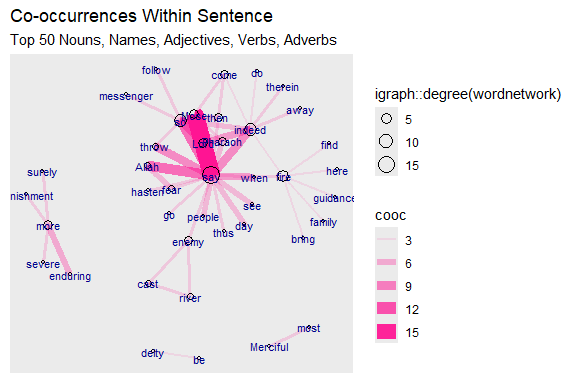 Co-occurrences Within Sentence
Top 50 Nouns, Names, Adjectives, Verbs, Adverbs
follow
come
do
messenger
therein
away
then
indeed
throw
Pharaoh
find
Allah
say
when
fire
here
surely
hasten
fear
guidance
nishment
see
go
people
family
more
day
thus
enemy
bring
severe
enduring
cast
river
most
Merciful
deity
be
igraph::degree(wordnetwork)
5
10
15
cooc
3
6
9
12
15